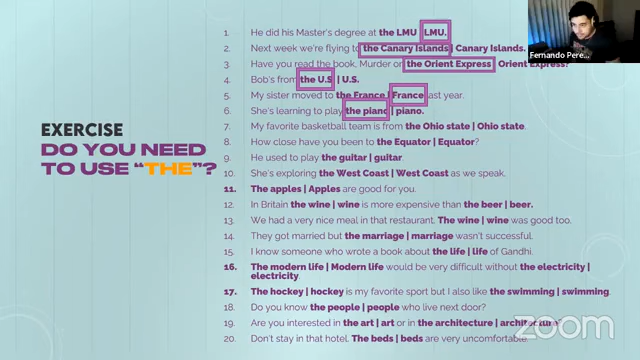 Fernando Pere...
EXERCISE
DO YOU NEED
TO USE "THE"?
1. He did his Master's degree at the LMU | LMU.
2. Next week we're flying to the Canary Islands | Canary Islands.
3. Have you read the book, Murder on the Orient Express | Orient Express?
4. Bob's from the U.S | U.S.
5. My sister moved to the France | France last year.
6. She's learning to play the piano | piano.
7. My favorite basketball team is from the Ohio state | Ohio state.
8. How close have you been to the Equator | Equator?
9. He used to play the guitar | guitar.
10. She's exploring the West Coast | West Coast as we speak.
11. The apples | Apples are good for you.
12. In Britain the wine | wine is more expensive than the beer | beer.
13. We had a very nice meal in that restaurant. The wine | wine was good too.
14. They got married but the marriage | marriage wasn't successful.
15. I know someone who wrote a book about the life | life of Gandhi.
16. The modern life | Modern life would be very difficult without the electricity |
electricity.
17. The hockey | hockey is my favorite sport but I also like the swimming | swimming.
18. Do you know the people | people who live next door?
19. Are you interested in the art | art or in the architecture | architecture?
20. Don't stay in that hotel. The beds | beds are very uncomfortable.
zoom